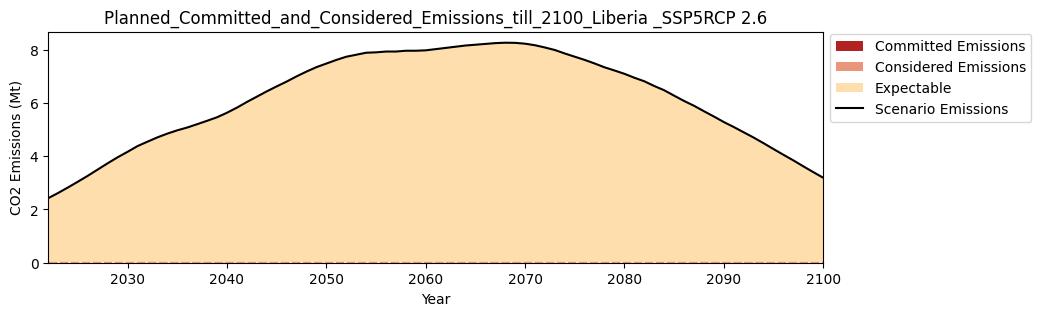 Planned_Committed_and_Considered_Emissions_till_2100_Liberia _SSP5RCP 2.6
Committed Emissions
Considered Emissions
Expectable
Scenario Emissions
CO2 Emissions (Mt)
8
6
4
2
0
2030 2040 2050 2060 2070 2080 2090 2100
Year